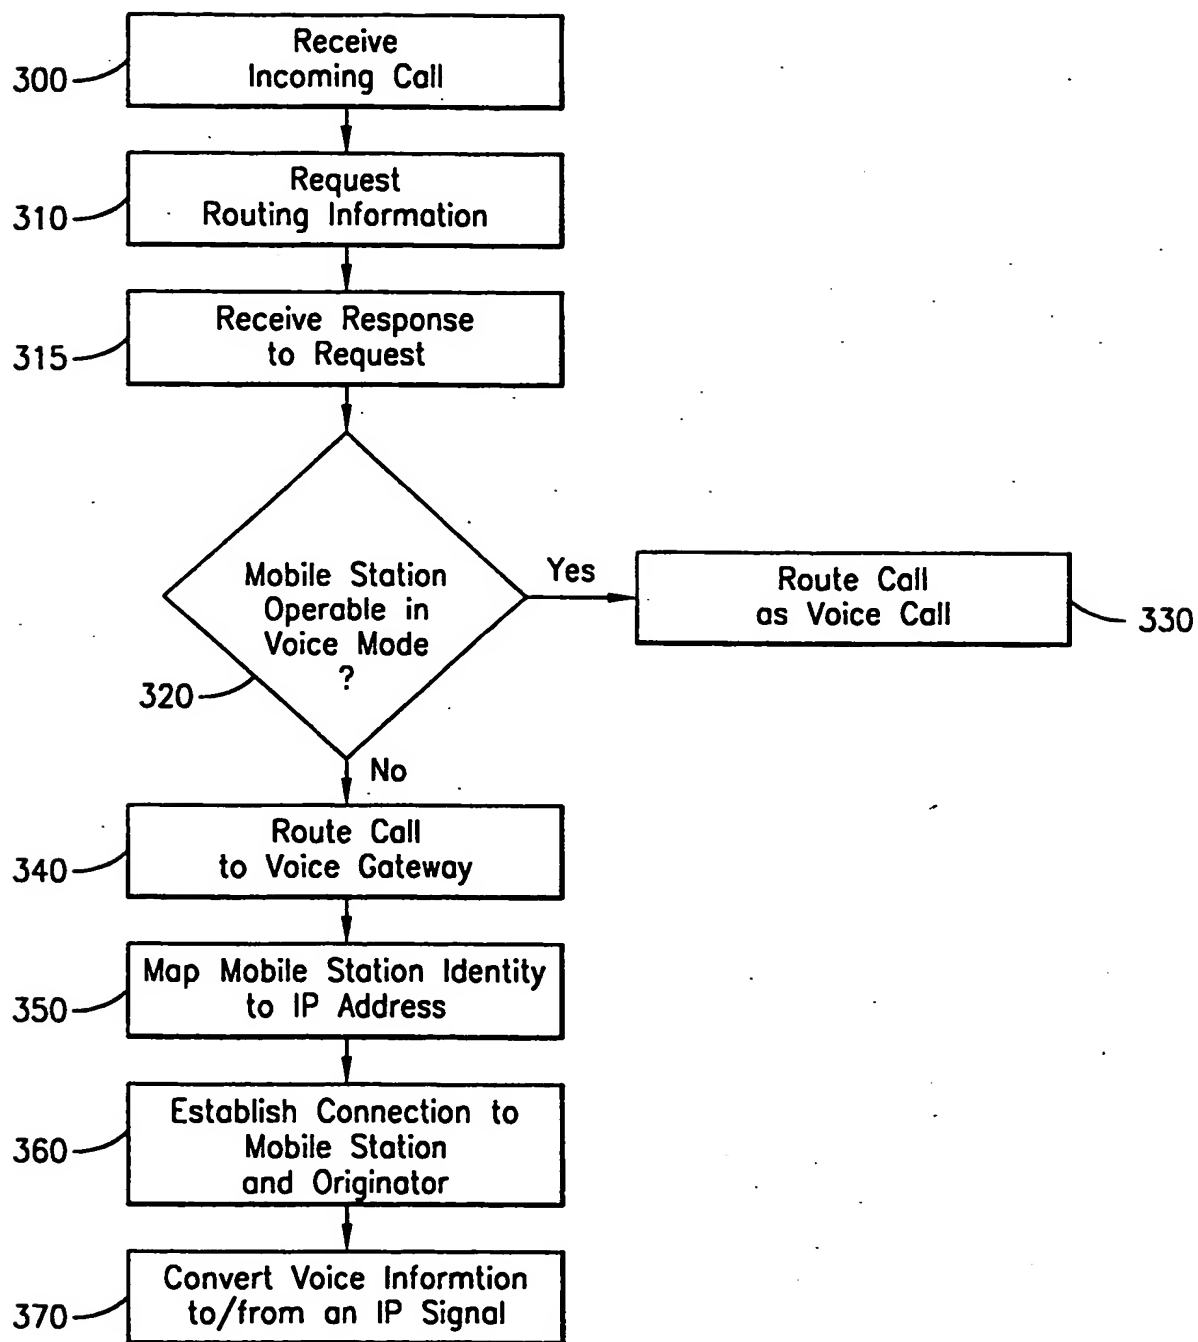 Receive
Incoming Call
300
Request
Routing Information
310
Receive Response
to Request
315
Mobile Station
Operable in
Voice Mode
?
320
Yes
Route Call
as Voice Call
330
No
Route Call
to Voice Gateway
340
Map Mobile Station Identity
to IP Address
350
Establish Connection to
Mobile Station
and Originator
360
Convert Voice Informtion
to/from an IP Signal
370